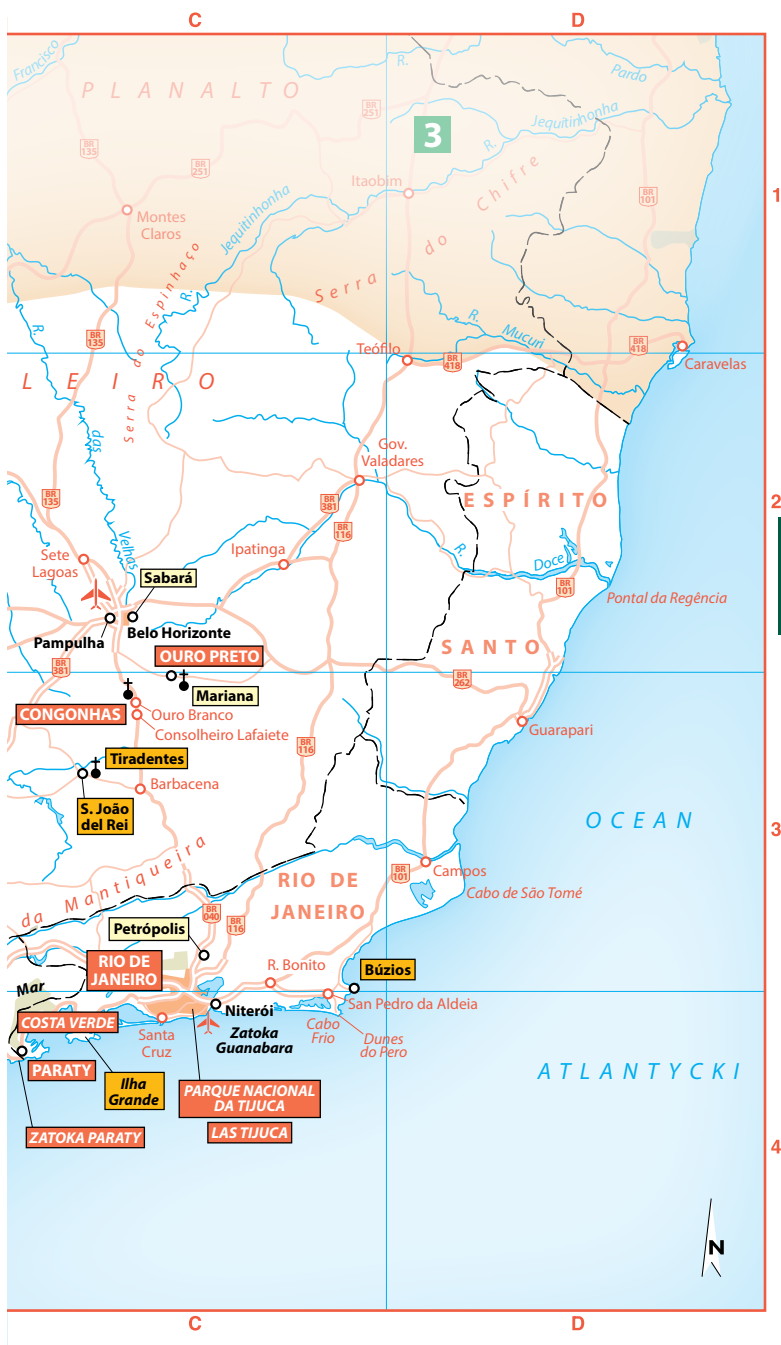 C
D
Francisco
PLANALTO
R.
Pardo
BR
251
3
Jequitinhonha
R.
BR
135
BR
251
Itaobim
Serra do Chifre
BR
101
1
Montes
Claros
Jequitinhonha
R.
Serra do Espinhaço
R.
BR
135
R. Mucuri
BR
418
Teófilo
BR
418
Caravelas
LEIRO
das
Velhas
Gov.
Valadares
BR
135
BR
381
BR
116
ESPÍRITO
2
Sete
Lagoas
Ipatinga
R.
Doce
Sabará
BR
101
Pontal da Regência
Pampulha
Belo Horizonte
SANTO
OURO PRETO
BR
381
Mariana
BR
262
CONGONHAS
Ouro Branco
Consolheiro Lafaiete
Guarapari
BR
116
Tiradentes
Barbacena
S. João
del Rei
OCEAN
3
da Mantiqueira
RIO DE
JANEIRO
BR
101
Campos
Cabo de São Tomé
BR
040
BR
116
Petrópolis
RIO DE
JANEIRO
R. Bonito
Búzios
Mar
Niterói
San Pedro da Aldeia
COSTA VERDE
Santa
Cruz
Zatoka
Guanabara
Cabo
Frio
Dunes
do Pero
PARATY
Ilha
Grande
PARQUE NACIONAL
DA TIJUCA
ATLANTYCKI
LAS TIJUCA
ZATOKA PARATY
4
N
C
D